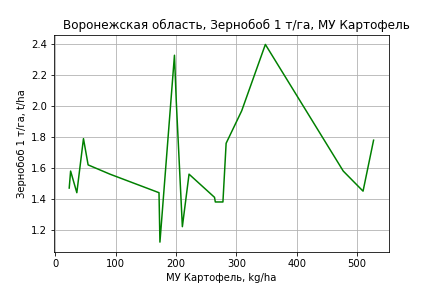 Воронежская область, Зернобоб 1 т/га, МУ Картофель
2.4
2.2
2.0
1.8
1.6
1.4
1.2
Зернобоб 1 т/га, t/ha
0 100 200 300 400 500
МУ Картофель, kg/ha